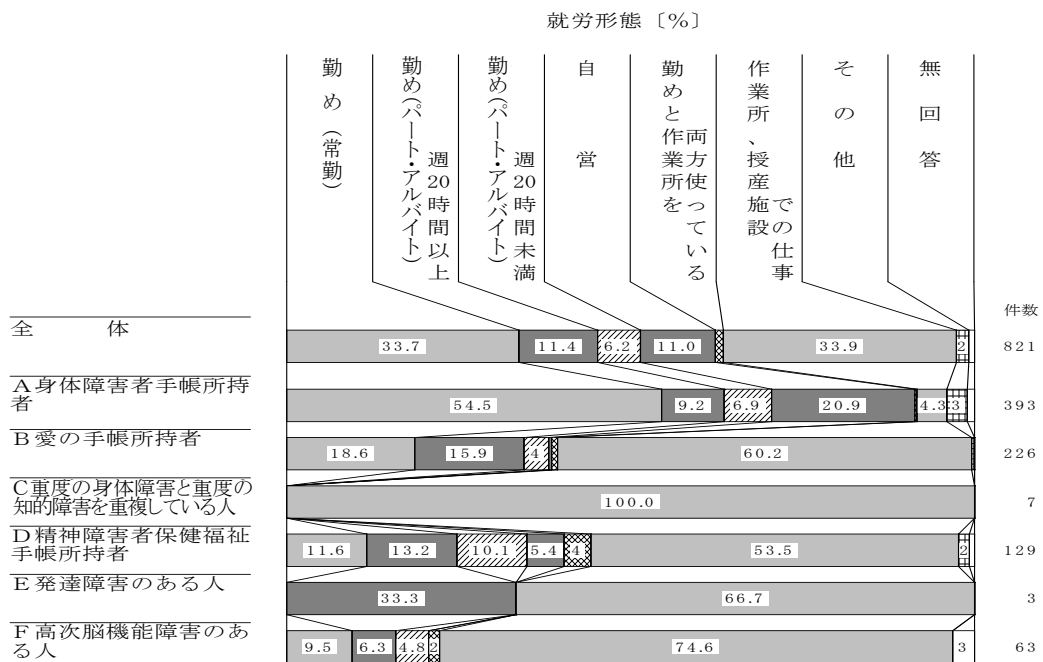 就労形態〔%〕
勤め(常勤)
勤め(パート・アルバイト)
週20時間以上
勤め(パート・アルバイト)
週20時間未満
自営
勤めと作業所を
両方使っている
作業所、授産施設
での仕事
その他
無回答
件数
全体
33.7 11.4 6.2 11.0 33.9 2 821
A身体障害者手帳所持
者
54.5 9.2 6.9 20.9 4.3 3 393
B愛の手帳所持者
18.6 15.9 4 60.2 226
C重度の身体障害と重度の
知的障害を重複している人
100.0 7
D精神障害者保健福祉
手帳所持者
11.6 13.2 10.1 5.4 4 53.5 2 129
E発達障害のある人
33.3 66.7 3
F高次脳機能障害のあ
る人
9.5 6.3 4.8 2 74.6 3 63